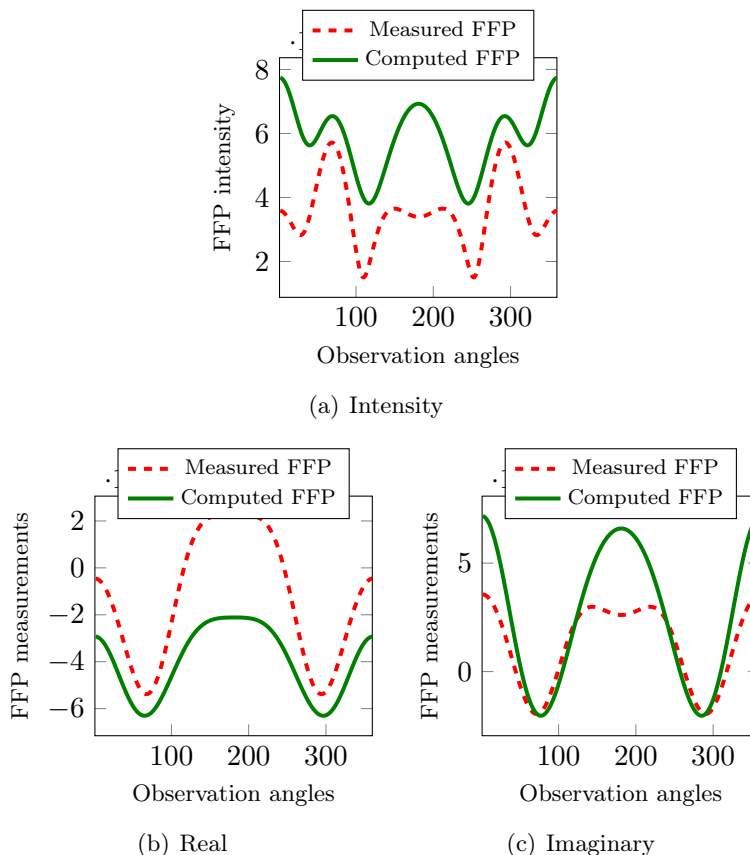 Measured FFP
Computed FFP
8
6
4
2
FFP intensity
100 200 300
Observation angles
(a) Intensity
Measured FFP
Computed FFP
2
0
−2
−4
−6
FFP measurements
100 200 300
Observation angles
(b) Real
Measured FFP
Computed FFP
5
0
FFP measurements
100 200 300
Observation angles
(c) Imaginary